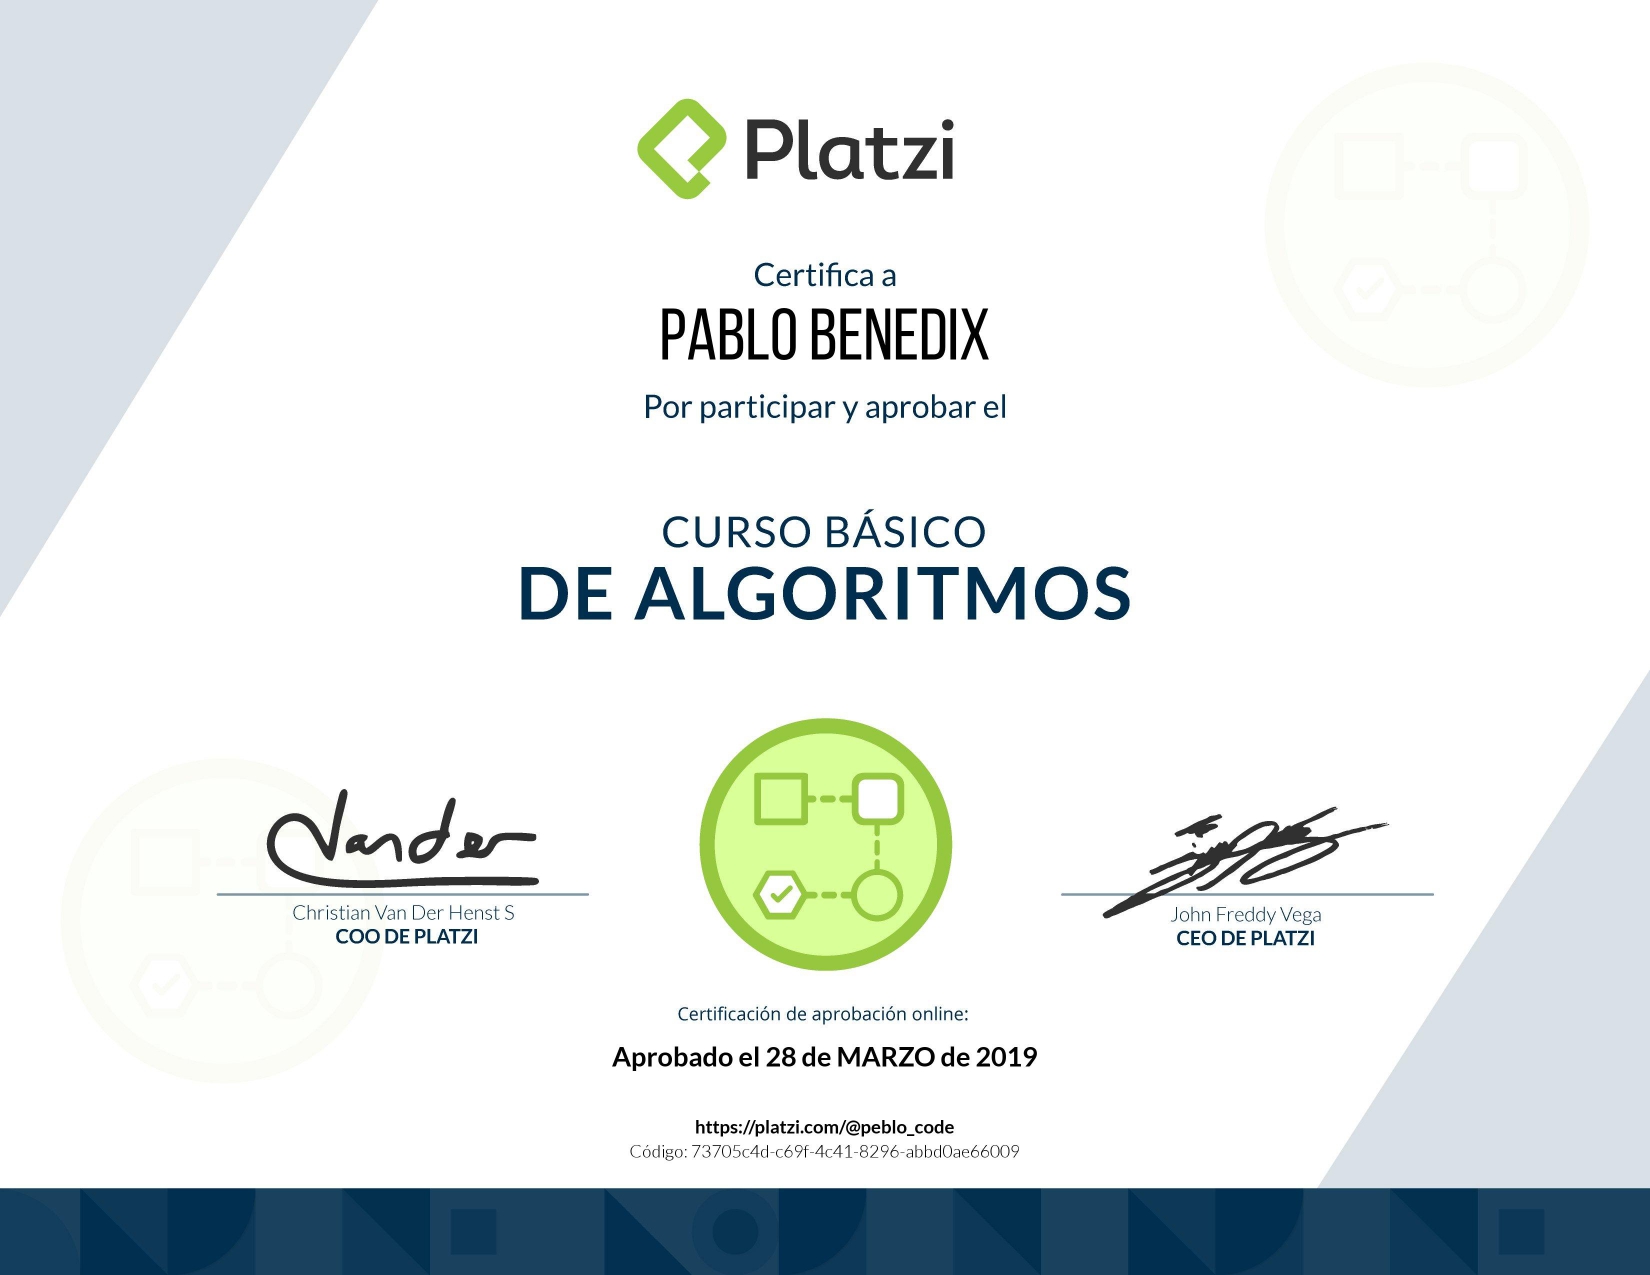 Platzi
Certifica a
PABLO BENEDIX
Por participar y aprobar el
CURSO BÁSICO
DE ALGORITMOS
Vander
Christian Van Der Henst S
COO DE PLATZI
John Freddy Vega
CEO DE PLATZI
Certificación de aprobación online:
Aprobado el 28 de MARZO de 2019
https://platzi.com/@peblo_code
Código: 73705c4d-c69f-4c41-8296-abbd0ae66009